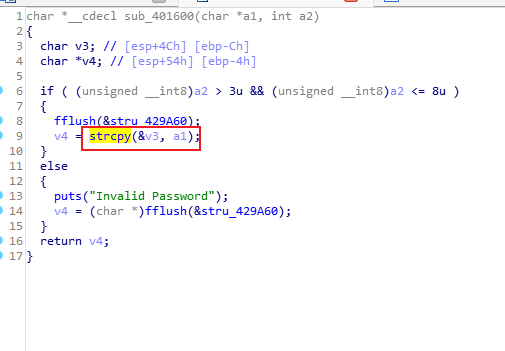 1 char *__cdecl sub_401600(char *a1, int a2)
2 {
3 char v3; // [esp+4Ch] [ebp-Ch]
4 char *v4; // [esp+54h] [ebp-4h]
5
6 if ( (unsigned __int8)a2 > 3u && (unsigned __int8)a2 <= 8u )
7 {
8 fflush(&stru_429A60);
9 v4 = strcpy(&v3, a1);
10 }
11 else
12 {
13 puts("Invalid Password");
14 v4 = (char *)fflush(&stru_429A60);
15 }
16 return v4;
17 }